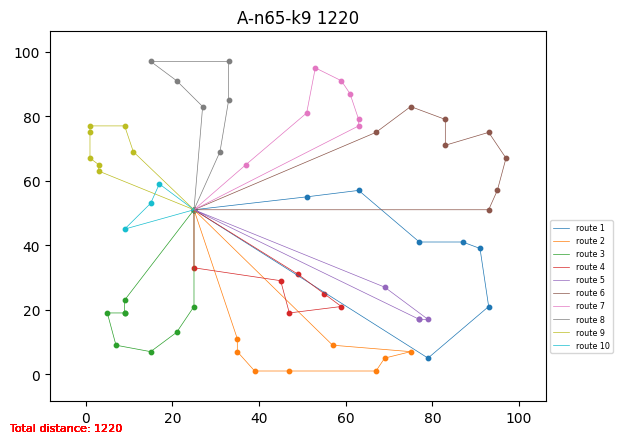 A-n65-k9 1220
100
80
60
40
20
0
0 20 40 60 80 100
route 1
route 2
route 3
route 4
route 5
route 6
route 7
route 8
route 9
route 10
Total distance: 1220